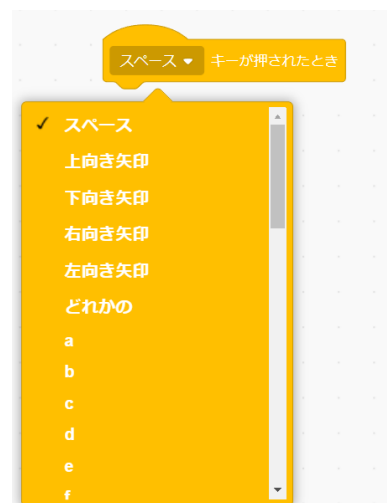 スペース キーが押されたとき
スペース
上向き矢印
下向き矢印
右向き矢印
左向き矢印
どれかの
a
b
c
d
e
f